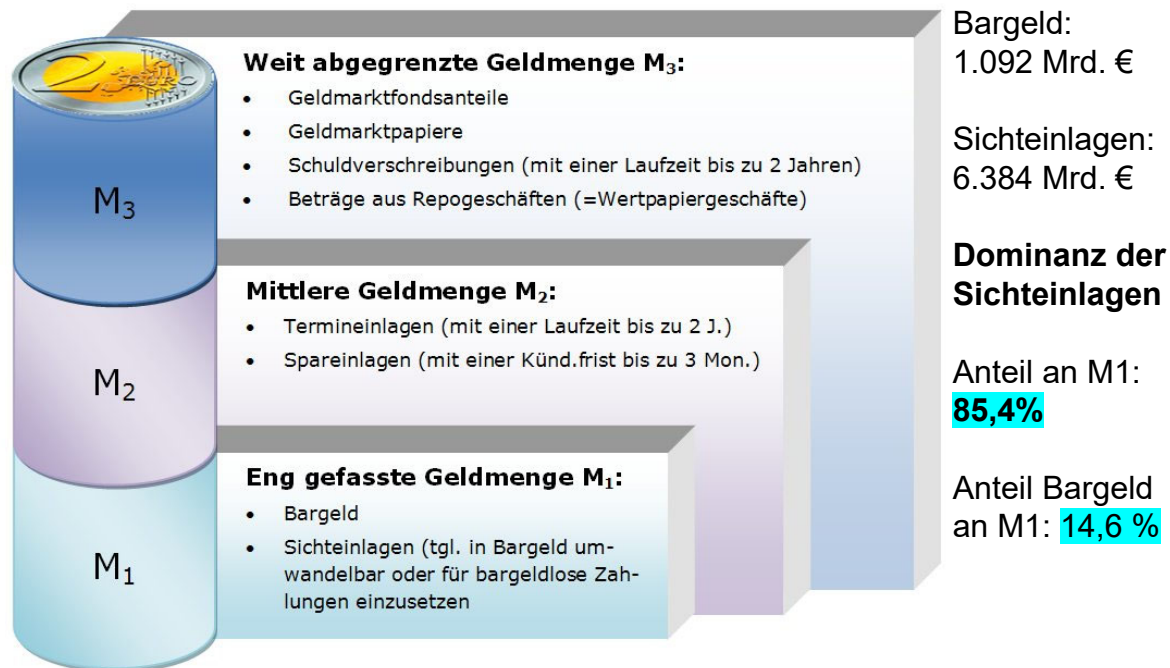 Weit abgegrenzte Geldmenge M₃:
• Geldmarktfondsanteile
• Geldmarktpapiere
• Schuldverschreibungen (mit einer Laufzeit bis zu 2 Jahren)
• Beträge aus Repogeschäften (=Wertpapiergeschäfte)
M₃
Mittlere Geldmenge M₂:
• Termineinlagen (mit einer Laufzeit bis zu 2 J.)
• Spareinlagen (mit einer Künd.frist bis zu 3 Mon.)
M₂
Eng gefasste Geldmenge M₁:
• Bargeld
• Sichteinlagen (tgl. in Bargeld um-
wandelbar oder für bargeldlose Zah-
lungen einzusetzen
M₁
2 EURO
Bargeld:
1.092 Mrd. €
Sichteinlagen:
6.384 Mrd. €
Dominanz der
Sichteinlagen
Anteil an M1:
85,4%
Anteil Bargeld
an M1: 14,6 %